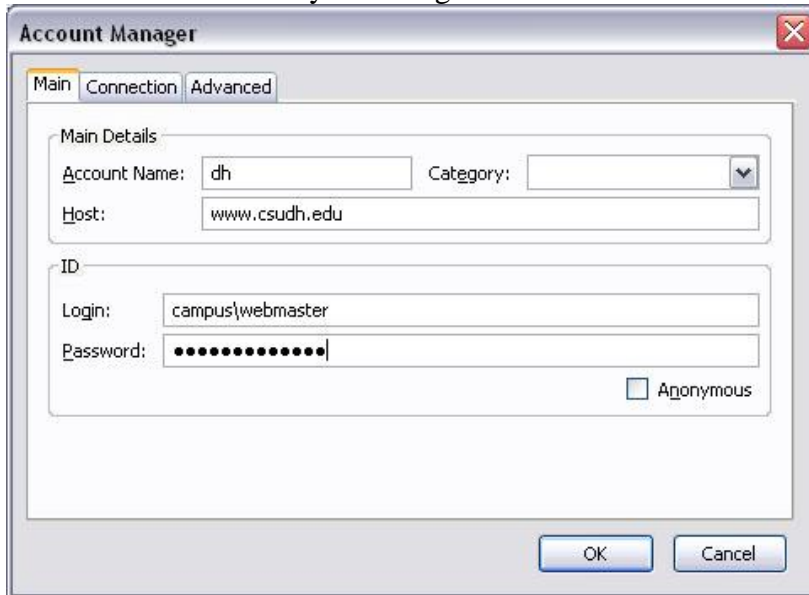 Account Manager
Main Connection Advanced
Main Details
Account Name: dh Category:
Host: www.csudh.edu
ID
Login: campus\webmaster
Password: •••••••••••••
Anonymous
OK Cancel